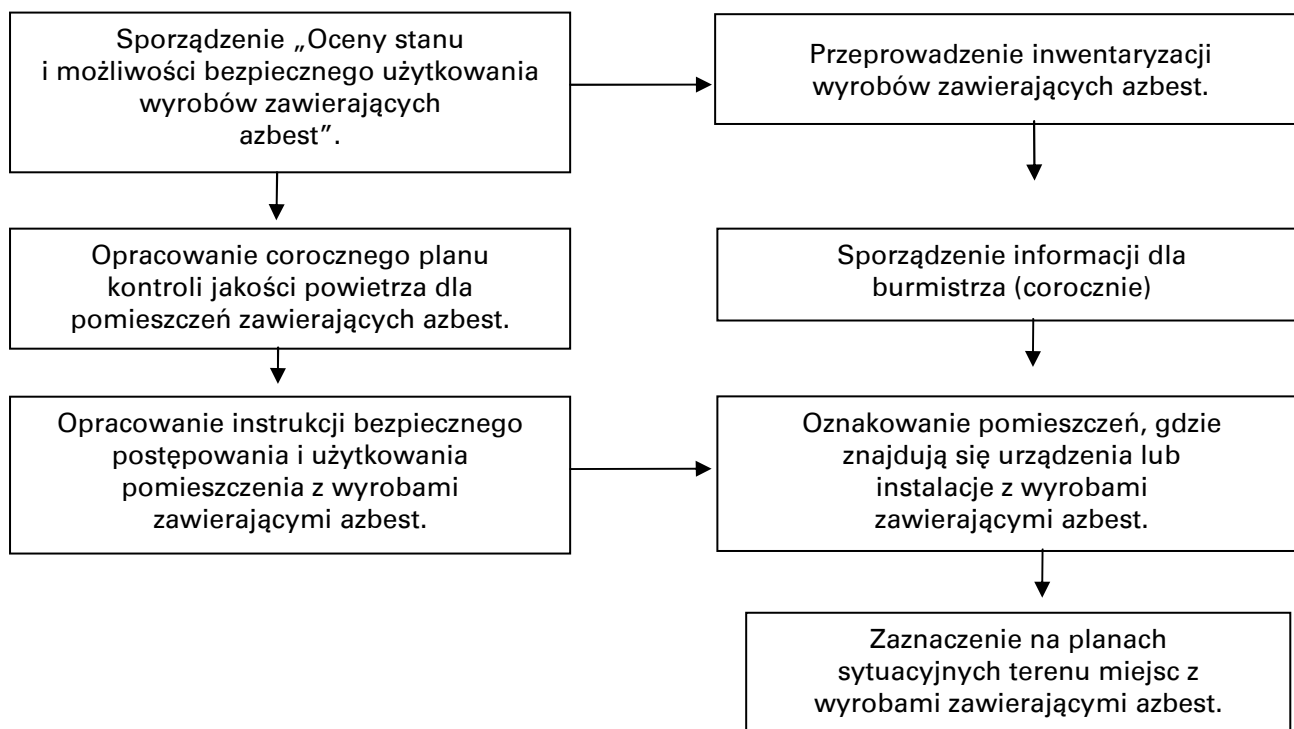 Sporządzenie „Oceny stanu
i możliwości bezpiecznego użytkowania
wyrobów zawierających
azbest”.
Przeprowadzenie inwentaryzacji
wyrobów zawierających azbest.
Opracowanie corocznego planu
kontroli jakości powietrza dla
pomieszczeń zawierających azbest.
Sporządzenie informacji dla
burmistrza (corocznie)
Opracowanie instrukcji bezpiecznego
postępowania i użytkowania
pomieszczenia z wyrobami
zawierającymi azbest.
Oznakowanie pomieszczeń, gdzie
znajdują się urządzenia lub
instalacje z wyrobami
zawierającymi azbest.
Zaznaczenie na planach
sytuacyjnych terenu miejsc z
wyrobami zawierającymi azbest.